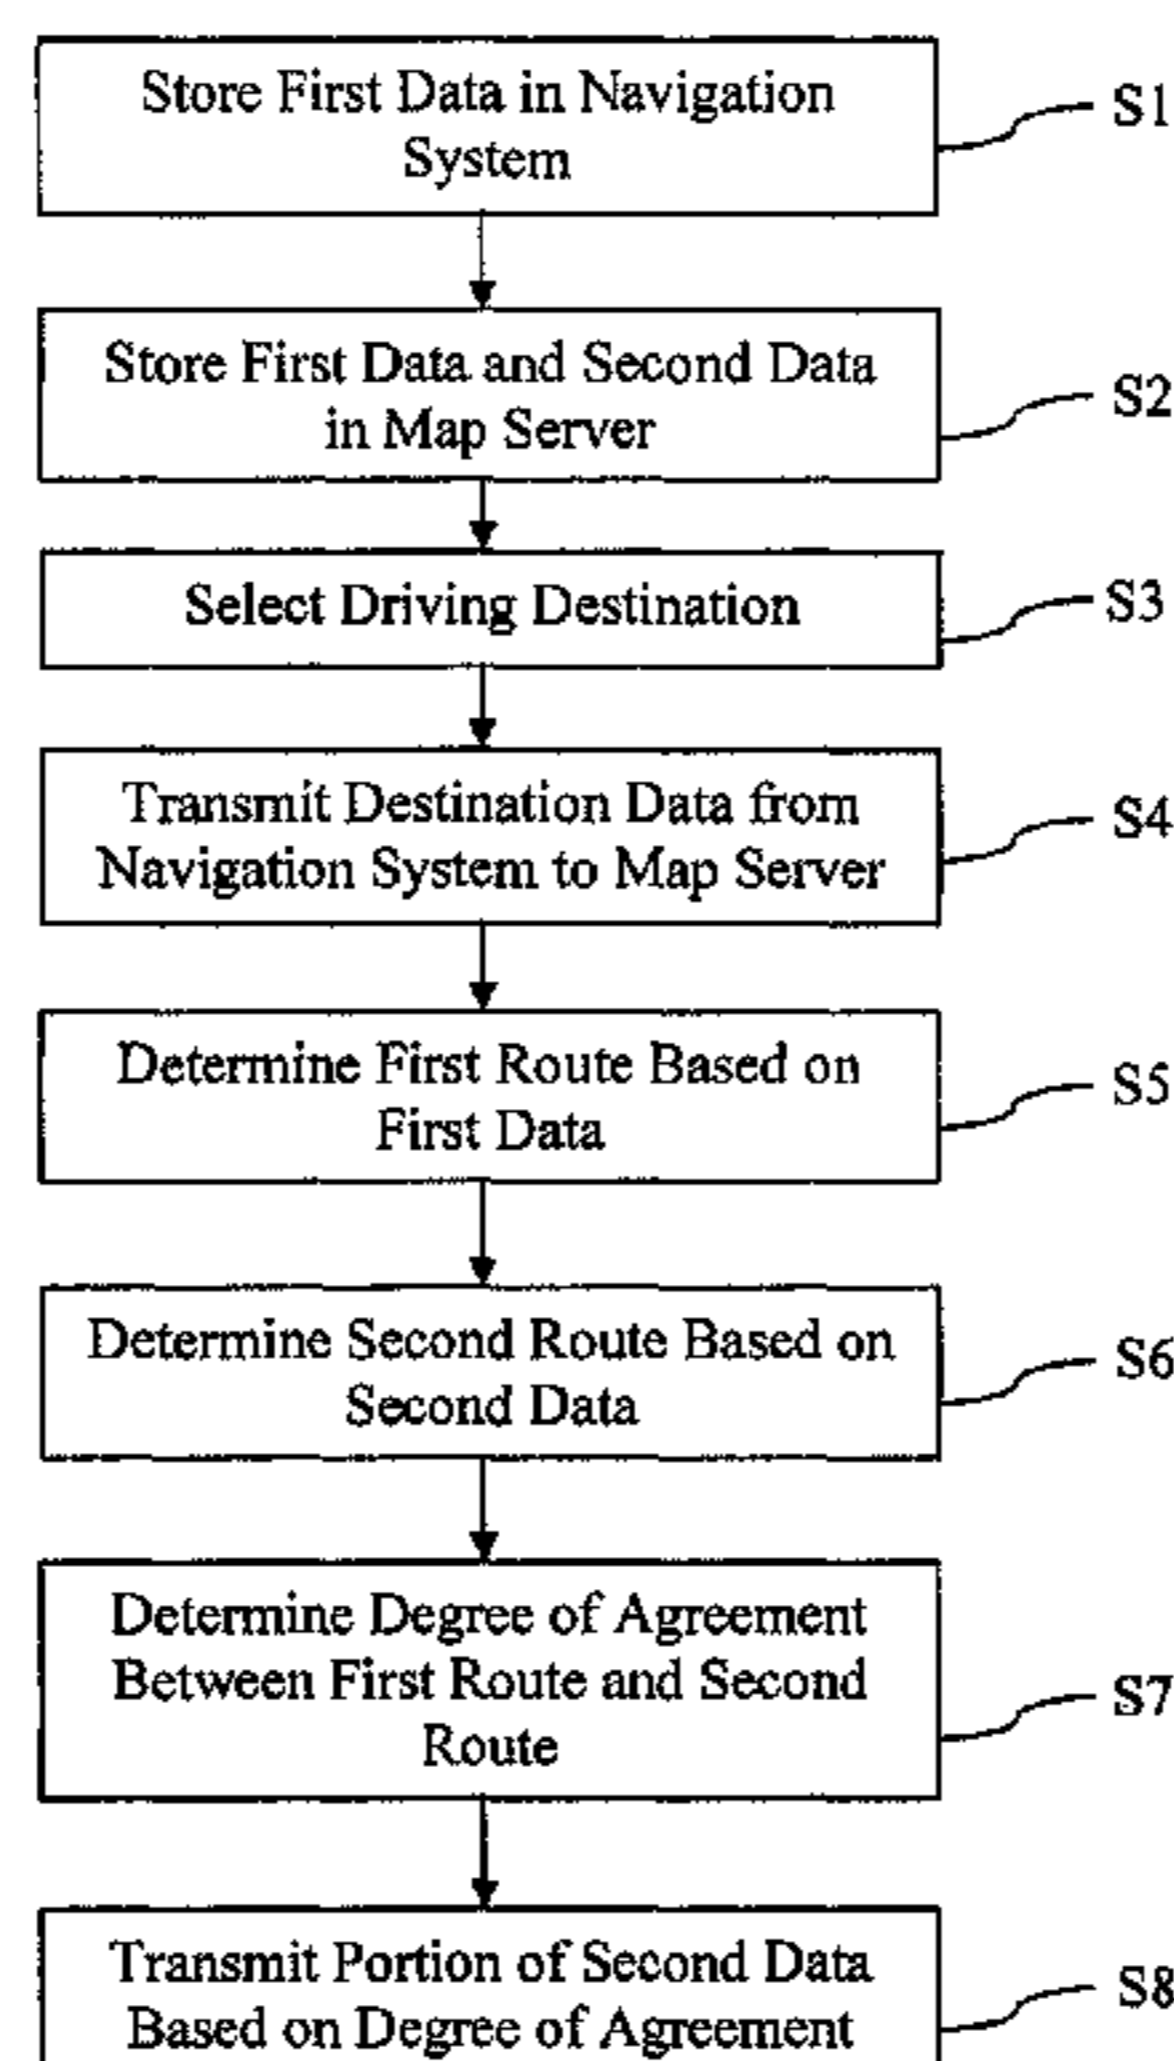 Store First Data in Navigation
System
S1
Store First Data and Second Data
in Map Server
S2
Select Driving Destination
S3
Transmit Destination Data from
Navigation System to Map Server
S4
Determine First Route Based on
First Data
S5
Determine Second Route Based on
Second Data
S6
Determine Degree of Agreement
Between First Route and Second
Route
S7
Transmit Portion of Second Data
Based on Degree of Agreement
S8